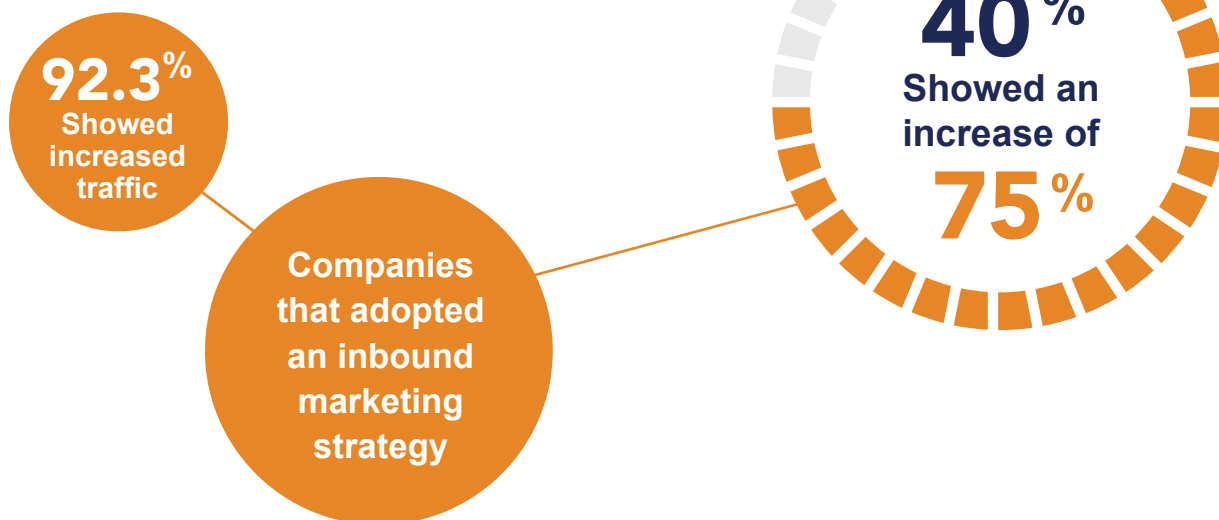 92.3%
Showed
increased
traffic
Companies
that adopted
an inbound
marketing
strategy
40%
Showed an
increase of
75%